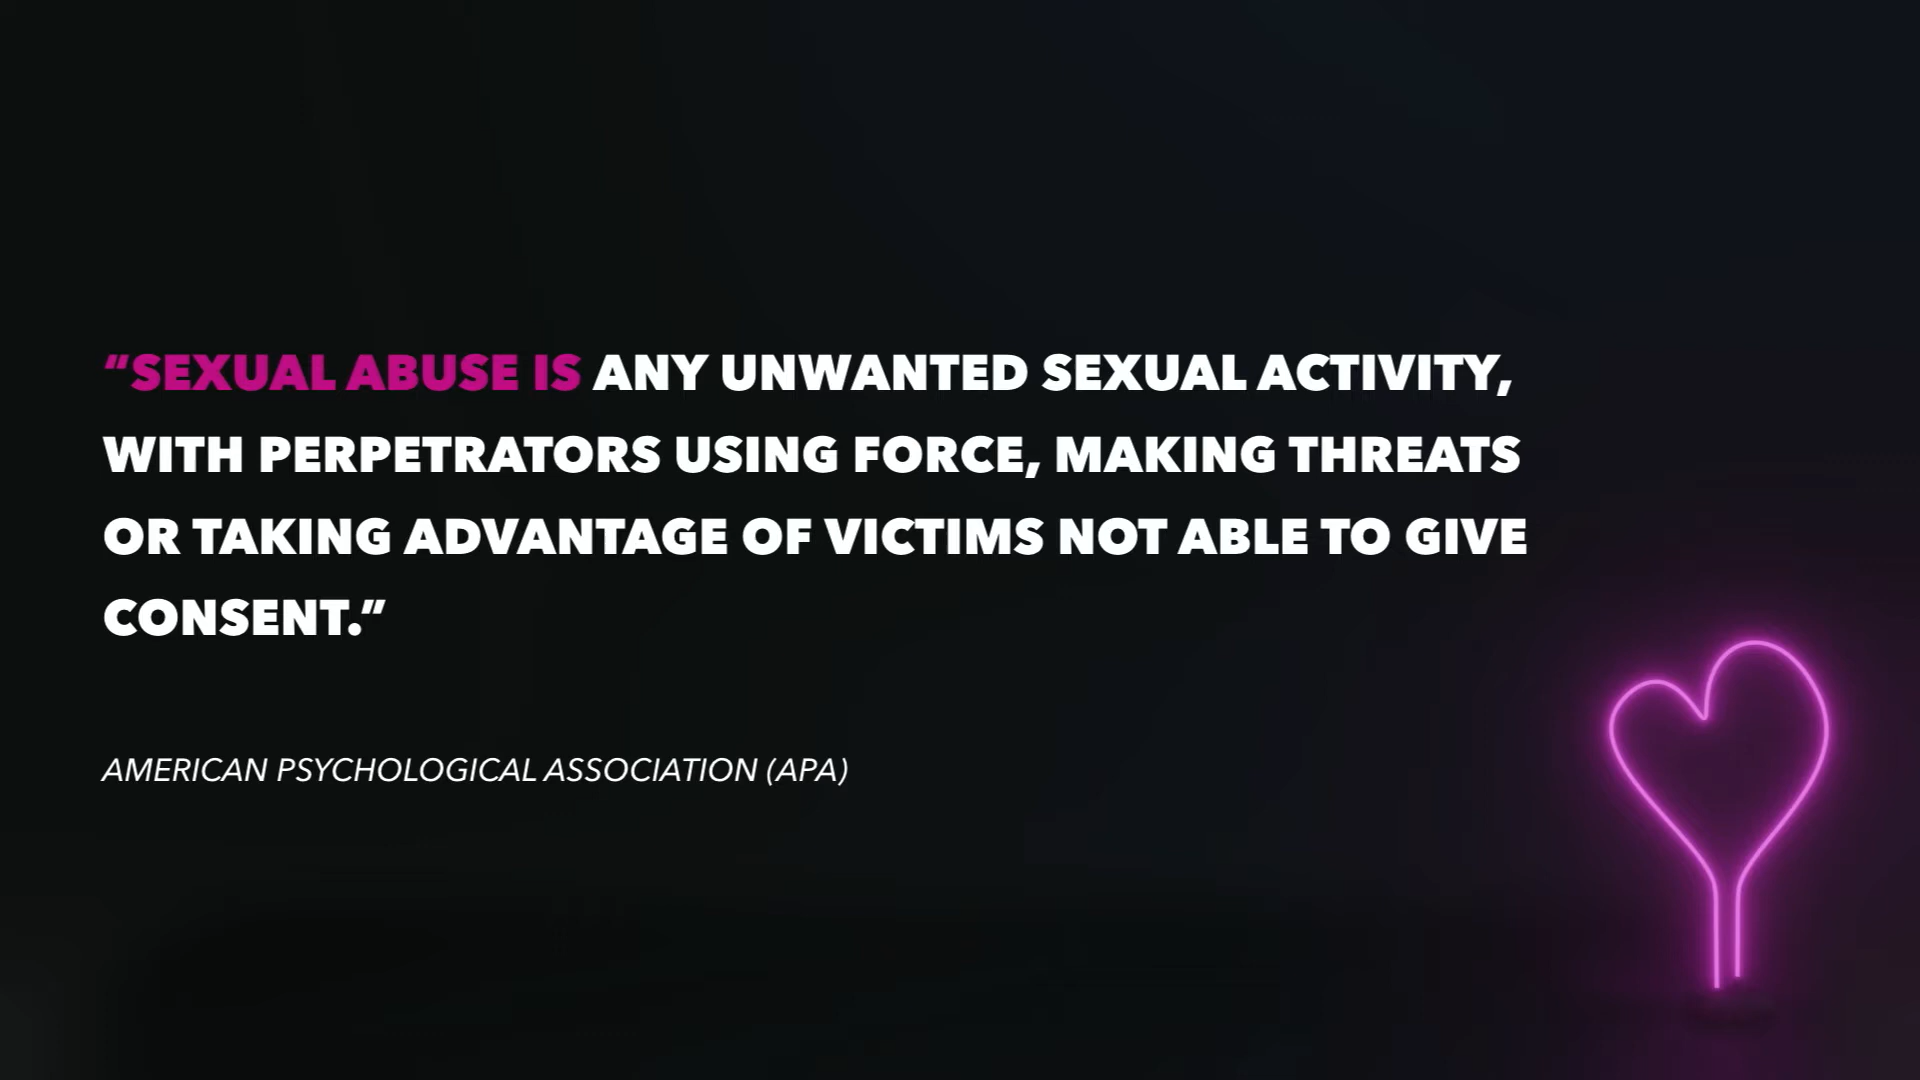 “SEXUAL ABUSE IS ANY UNWANTED SEXUAL ACTIVITY,
WITH PERPETRATORS USING FORCE, MAKING THREATS
OR TAKING ADVANTAGE OF VICTIMS NOT ABLE TO GIVE
CONSENT.”
AMERICAN PSYCHOLOGICAL ASSOCIATION (APA)